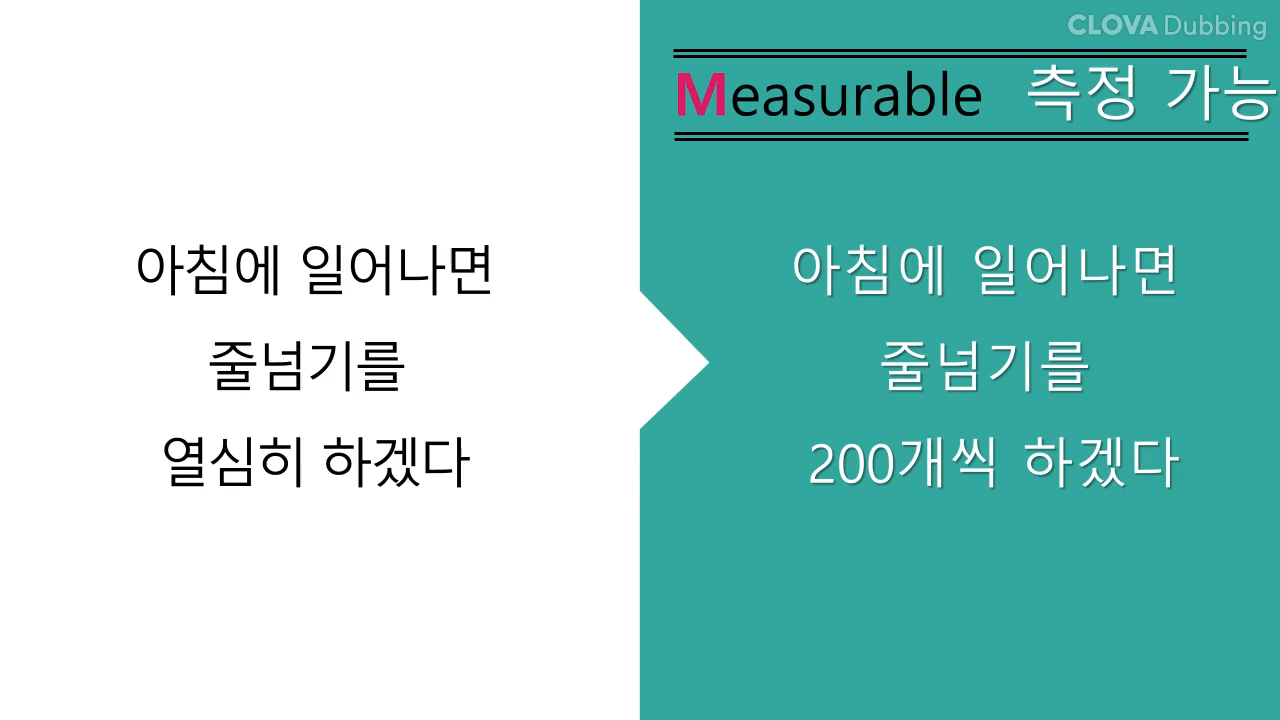 CLOVA Dubbing
Measurable 측정 가능
아침에 일어나면
줄넘기를
열심히 하겠다
아침에 일어나면
줄넘기를
200개씩 하겠다